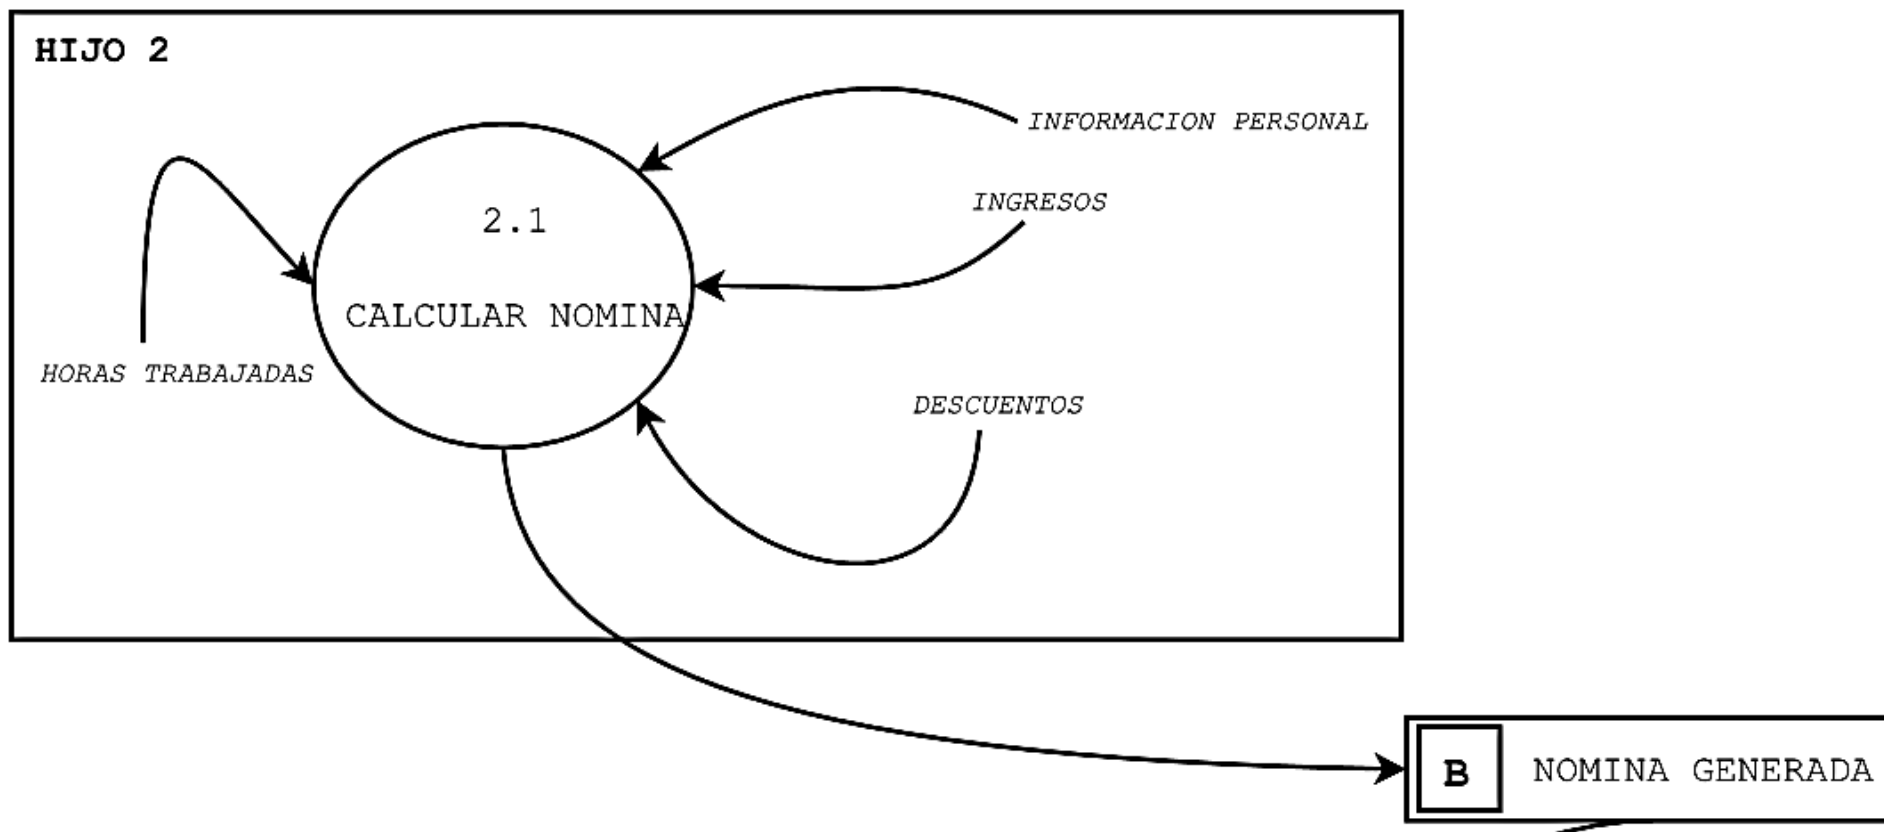 HIJO 2
INFORMACION PERSONAL
INGRESOS
2.1
CALCULAR NOMINA
HORAS TRABAJADAS
DESCUENTOS
B
NOMINA GENERADA